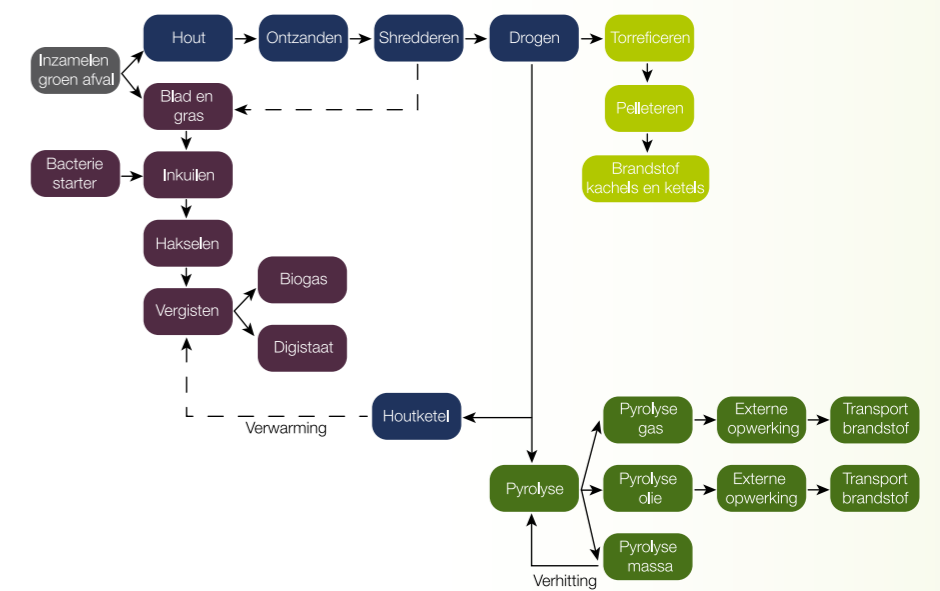 Hout
Ontzanden
Shredderen
Drogen
Torreficeren
Inzamelen
groen afval
Blad en
gras
Pelleteren
Bacterie
starter
Inkuilen
Brandstof
kachels en ketels
Hakselen
Biogas
Vergisten
Digistaat
Houtketel
Verwarming
Pyrolyse
gas
Externe
opwerking
Transport
brandstof
Pyrolyse
Pyrolyse
olie
Externe
opwerking
Transport
brandstof
Pyrolyse
massa
Verhitting